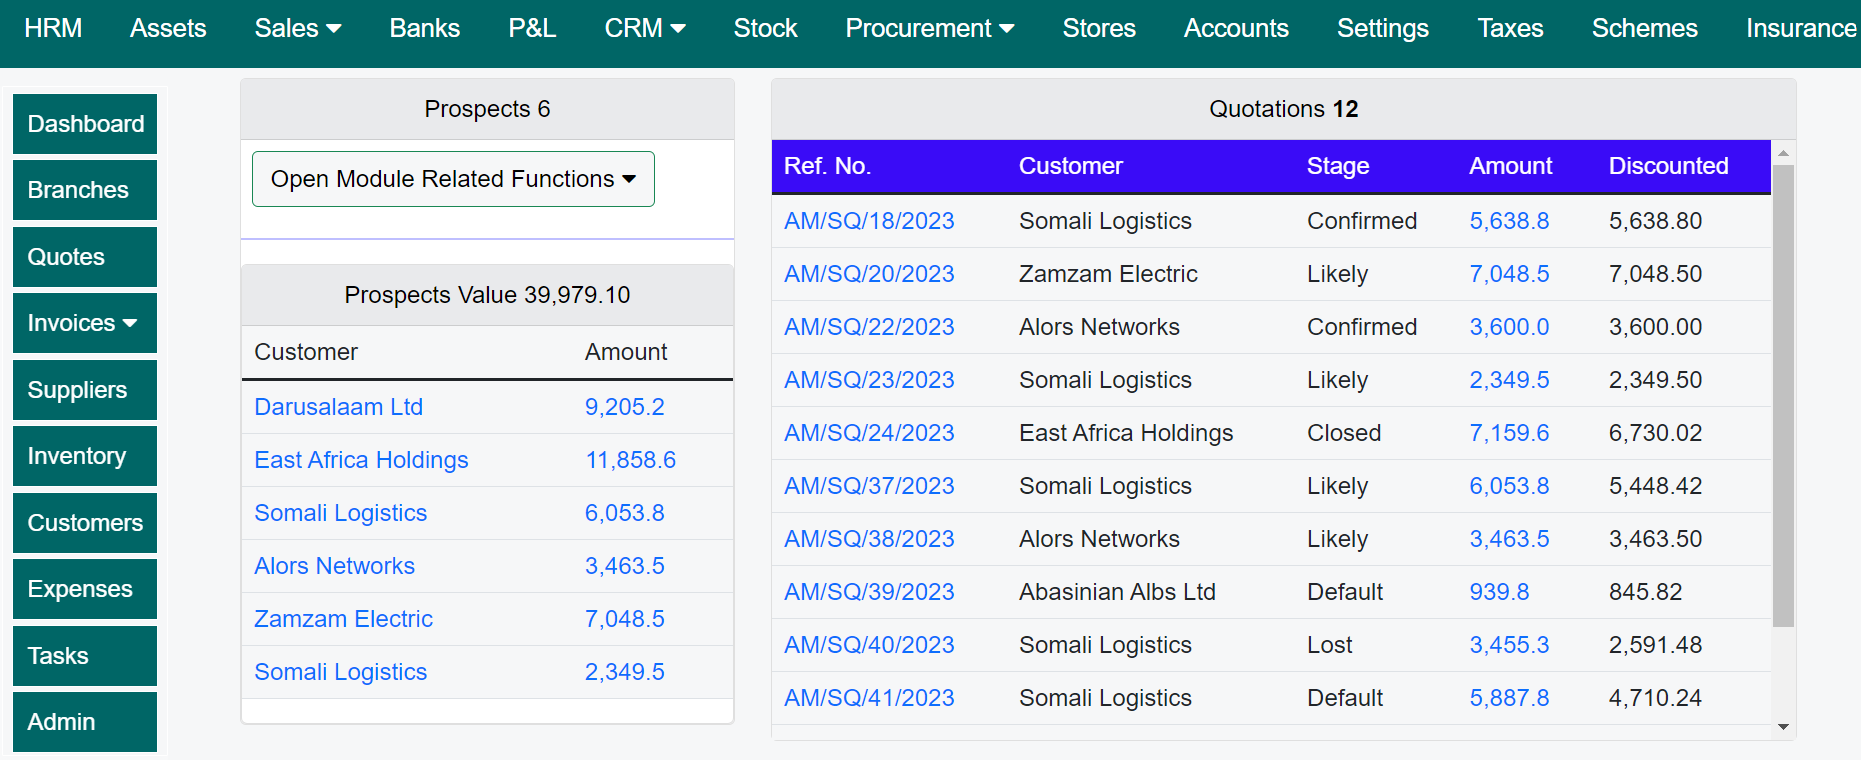 HRM Assets Sales Banks P&L CRM Stock Procurement Stores Accounts Settings Taxes Schemes Insurance
Dashboard
Branches
Quotes
Invoices
Suppliers
Inventory
Customers
Expenses
Tasks
Admin
Prospects 6
Open Module Related Functions
Prospects Value 39,979.10
Customer Amount
Darusalaam Ltd 9,205.2
East Africa Holdings 11,858.6
Somali Logistics 6,053.8
Alors Networks 3,463.5
Zamzam Electric 7,048.5
Somali Logistics 2,349.5
Quotations 12
Ref. No. Customer Stage Amount Discounted
AM/SQ/18/2023 Somali Logistics Confirmed 5,638.8 5,638.80
AM/SQ/20/2023 Zamzam Electric Likely 7,048.5 7,048.50
AM/SQ/22/2023 Alors Networks Confirmed 3,600.0 3,600.00
AM/SQ/23/2023 Somali Logistics Likely 2,349.5 2,349.50
AM/SQ/24/2023 East Africa Holdings Closed 7,159.6 6,730.02
AM/SQ/37/2023 Somali Logistics Likely 6,053.8 5,448.42
AM/SQ/38/2023 Alors Networks Likely 3,463.5 3,463.50
AM/SQ/39/2023 Abasinian Albs Ltd Default 939.8 845.82
AM/SQ/40/2023 Somali Logistics Lost 3,455.3 2,591.48
AM/SQ/41/2023 Somali Logistics Default 5,887.8 4,710.24